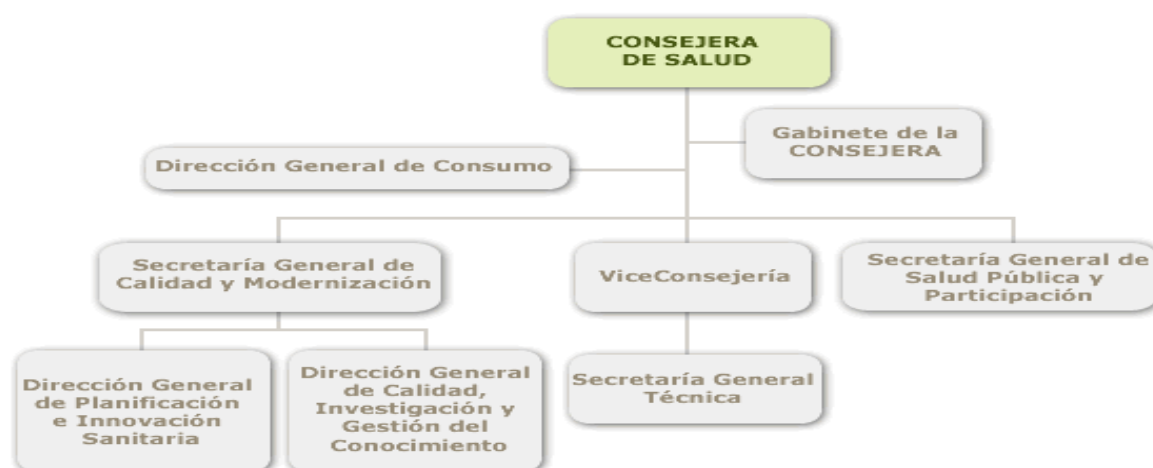 CONSEJERA
DE SALUD
Gabinete de la
CONSEJERA
Dirección General de Consumo
Secretaría General de
Calidad y Modernización
ViceConsejería
Secretaría General de
Salud Pública y
Participación
Dirección General
de Planificación
e Innovación
Sanitaria
Dirección General
de Calidad,
Investigación y
Gestión del
Conocimiento
Secretaría General
Técnica